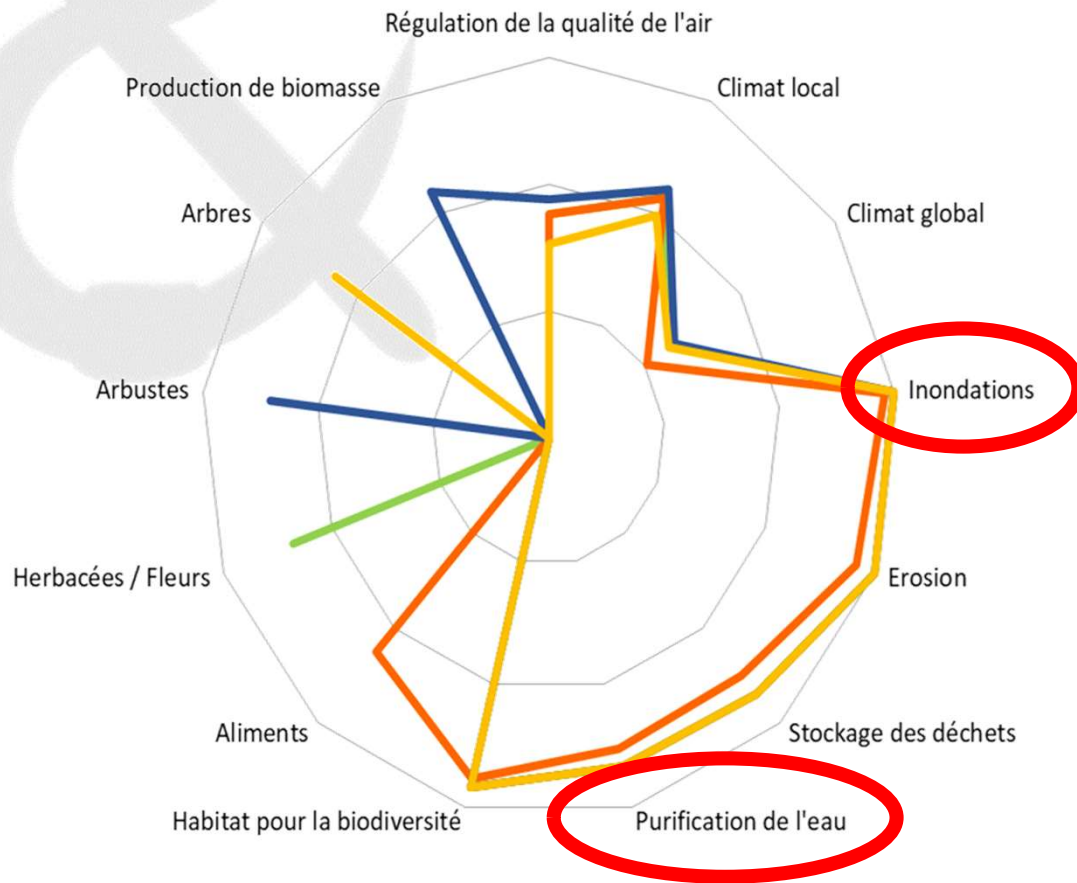 Régulation de la qualité de l'air
Climat local
Climat global
Inondations
Erosion
Stockage des déchets
Purification de l'eau
Habitat pour la biodiversité
Aliments
Herbacées / Fleurs
Arbustes
Arbres
Production de biomasse